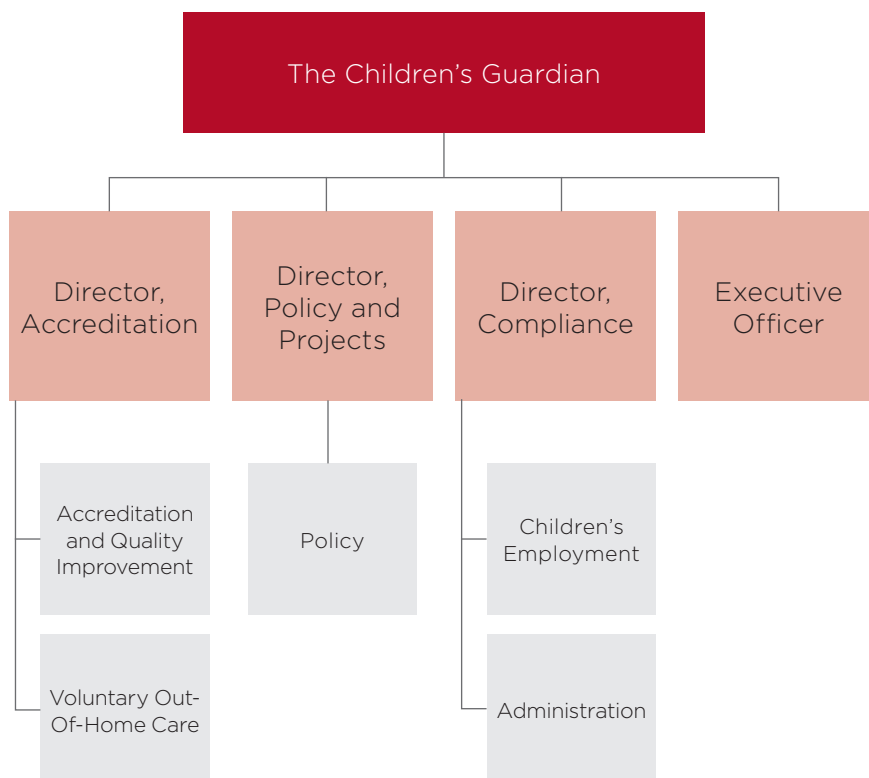 The Children's Guardian
Director,
Accreditation
Director,
Policy and
Projects
Director,
Compliance
Executive
Officer
Accreditation
and Quality
Improvement
Policy
Children's
Employment
Voluntary Out-
Of-Home Care
Administration